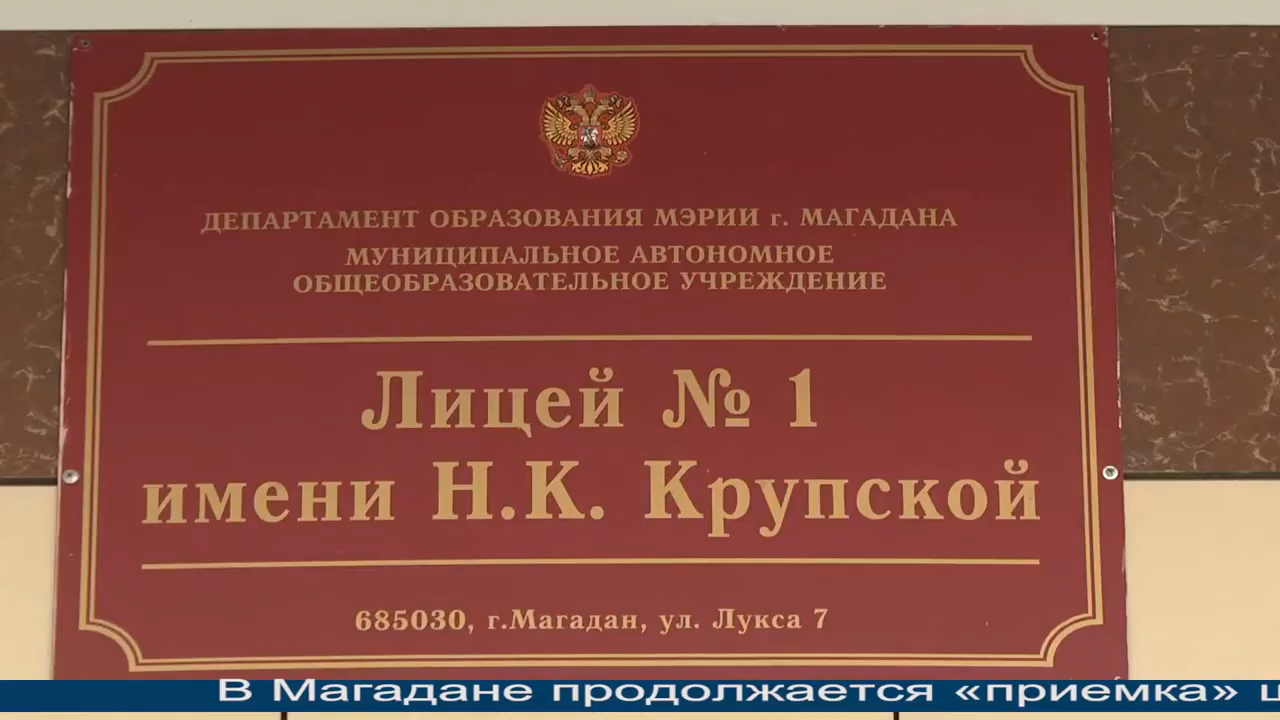 ДЕПАРТАМЕНТ ОБРАЗОВАНИЯ МЭРИИ г. МАГАДАНА
МУНИЦИПАЛЬНОЕ АВТОНОМНОЕ
ОБЩЕОБРАЗОВАТЕЛЬНОЕ УЧРЕЖДЕНИЕ
Лицей № 1
имени Н.К. Крупской
685030, г.Магадан, ул. Лукса 7
В Магадане продолжается «приемка»